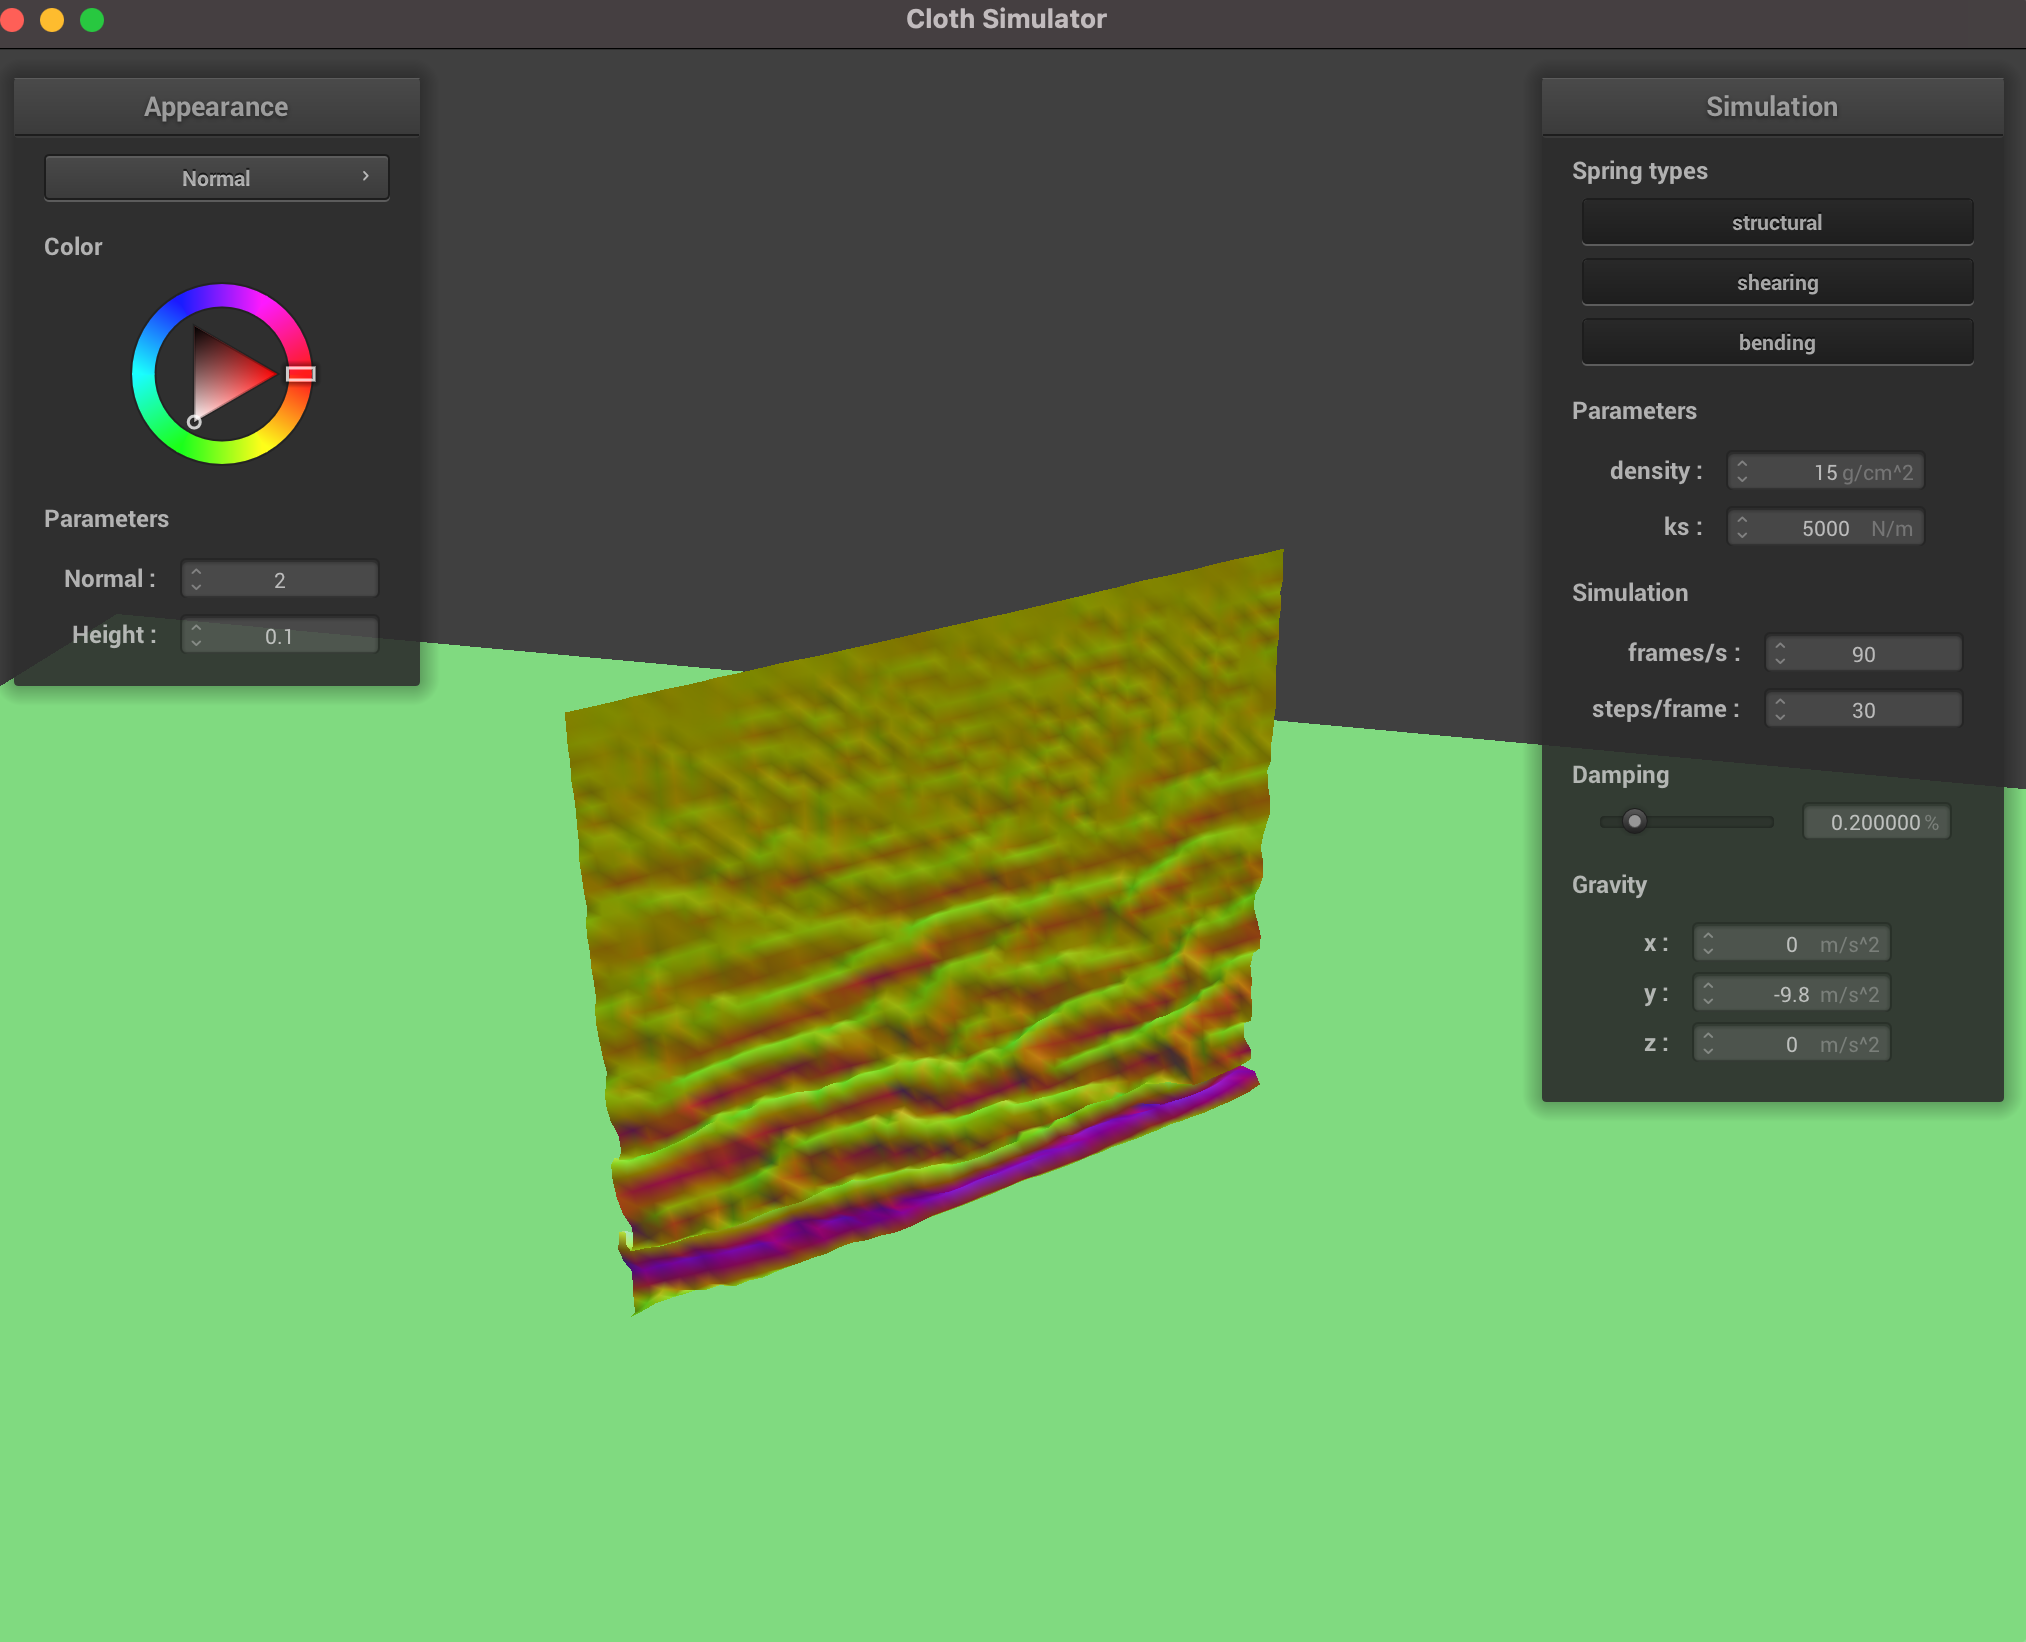 Cloth Simulator
Appearance
Normal
Color
Parameters
Normal : 2
Height : 0.1
Simulation
Spring types
structural
shearing
bending
Parameters
density : 15 g/cm^2
ks : 5000 N/m
Simulation
frames/s : 90
steps/frame : 30
Damping
0.200000 %
Gravity
x : 0 m/s^2
y : -9.8 m/s^2
z : 0 m/s^2